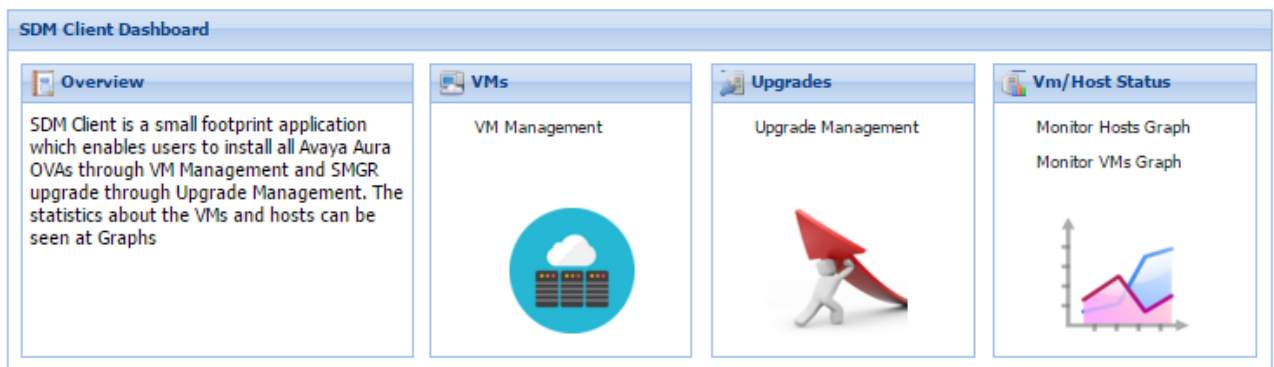 SDM Client Dashboard
Overview
SDM Client is a small footprint application
which enables users to install all Avaya Aura
OVAs through VM Management and SMGR
upgrade through Upgrade Management. The
statistics about the VMs and hosts can be
seen at Graphs
VMs
VM Management
Upgrades
Upgrade Management
Vm/Host Status
Monitor Hosts Graph
Monitor VMs Graph